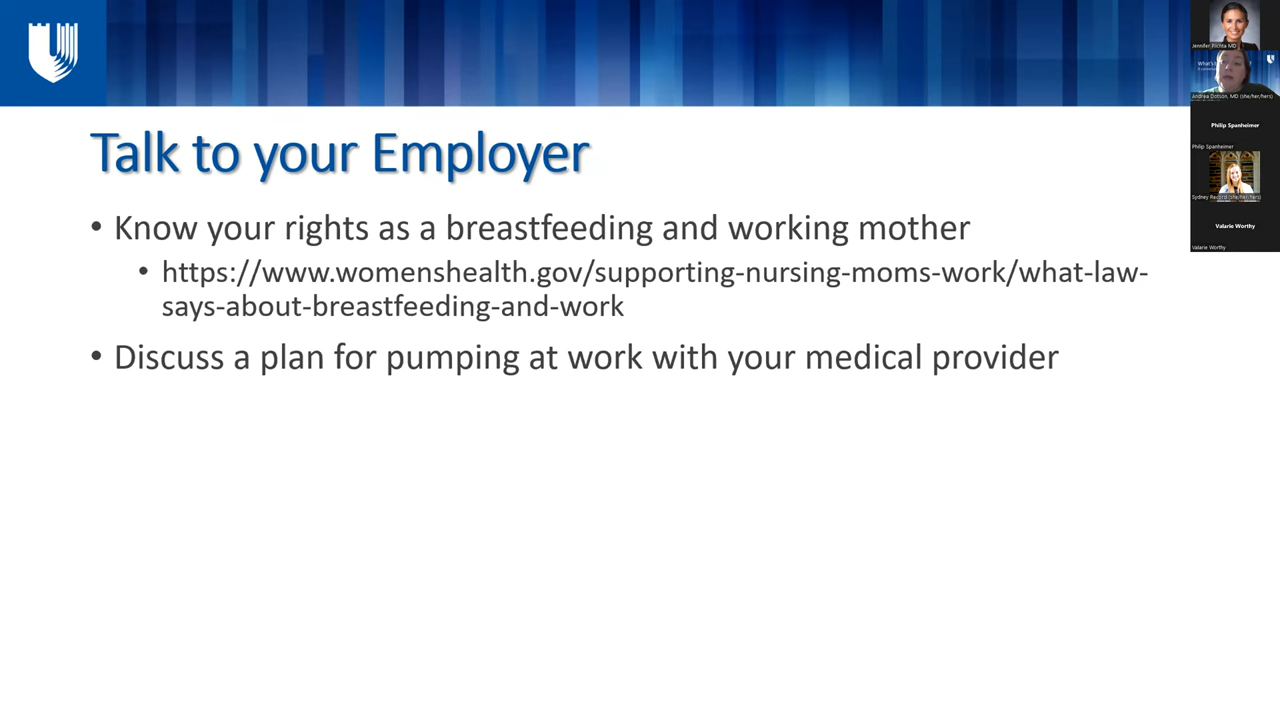 Talk to your Employer
• Know your rights as a breastfeeding and working mother
• https://www.womenshealth.gov/supporting-nursing-moms-work/what-law-
says-about-breastfeeding-and-work
• Discuss a plan for pumping at work with your medical provider
Jennifer Plichta MD
What's
Andrea Dotson, MD (she/her/hers)
Philip Spanheimer
Philip Spanheimer
Sydney Record (she/her/hers)
Valarie Worthy
Valarie Worthy